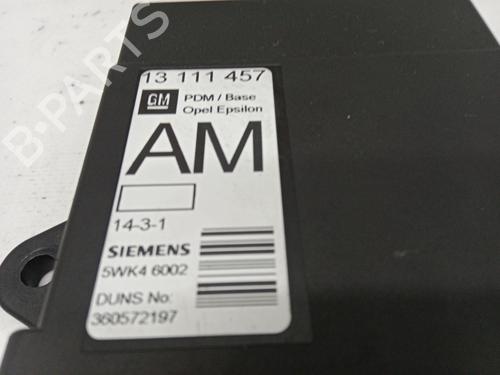 13 111 457
GM
PDM / Base
Opel Epsilon
AM
14-3-1
SIEMENS
5WK4 6002
DUNS No:
360572197
B-PARTS